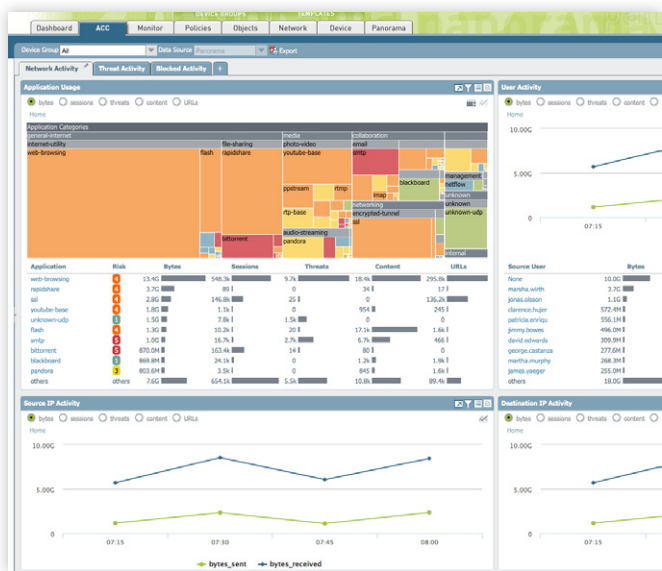 DEVICE GROUPS TEMPLATES
Dashboard ACC Monitor Policies Objects Network Device Panorama
Device Group All Data Source Panorama Export
Network Activity Threat Activity Blocked Activity +
Application Usage
bytes sessions threats content URLs
Home
Application Categories
general-internet media collaboration
internet-utility file-sharing photo-video email
web-browsing flash rapidshare youtube-base smtp
management
ppstream rtmp blackboard netflow
imap unknown
rtp-base networking unknown
encrypted-tunnel unknown-udp
ssl
audio-streaming
bittorrent pandora
internal
Application Risk Bytes Sessions Threats Content URLs
web-browsing 4 13.4G 548.3k 9.7k 18.4k 295.8k
rapidshare 4 3.7G 89 0 34 17
ssl 4 2.8G 146.8k 25 0 136.2k
youtube-base 4 1.8G 1.1k 0 954 245
unknown-udp 1 1.5G 7.8k 1.5k 0 0
flash 4 1.3G 10.2k 20 17.1k 1.6k
smtp 5 1.0G 16.7k 2.7k 6.7k 466
bittorrent 5 870.0M 163.4k 14 80 0
blackboard 1 869.8M 24.1k 0 1.2k 1.9k
pandora 3 803.6M 3.5k 0 845 1.6k
others others 7.6G 654.1k 5.5k 10.8k 89.4k
User Activity
bytes sessions threats
Home
10.00G
5.00G
0
07:15
Source User Bytes
None 10.0G
marsha.wirth 3.7G
jonas.olsson 1.1G
clarence.hujer 572.4M
patricia.enriqu 556.1M
jimmy.bowes 496.0M
david.edwards 309.9M
george.castanza 277.6M
martha.murphy 268.3M
james.yaeger 255.0M
others 18.0G
Source IP Activity
bytes sessions threats content URLs
Home
10.00G
5.00G
0
07:15 07:30 07:45 08:00
bytes_sent bytes_received
Destination IP Activity
bytes sessions threats
Home
10.00G
5.00G
0
07:15